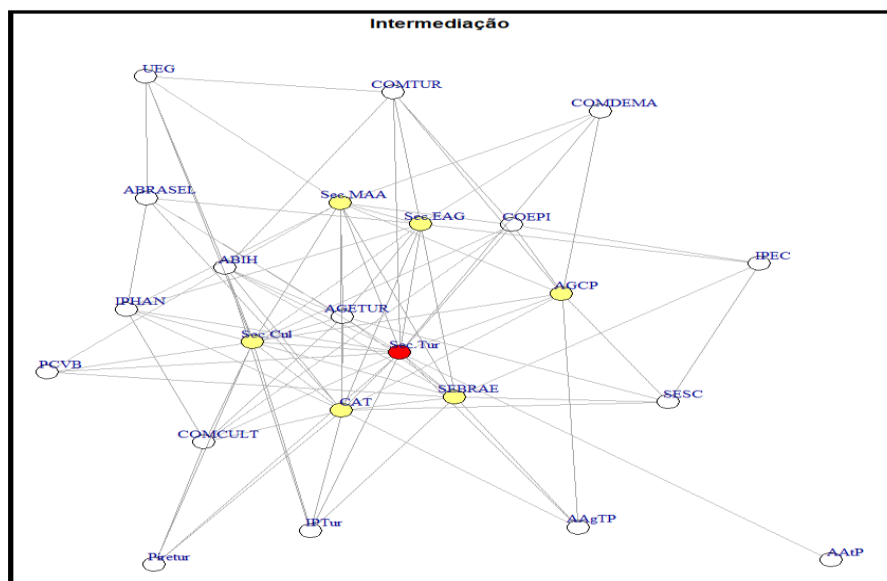 Intermediação
UEG
COMTUR
COMDEMA
ABRASEL
Sec.MAA
Sec.EAG
COEPI
ABIH
IPEC
IPHAN
AGETUR
AGCP
Sec.Cul
Sec.Tur
PCVB
SEBRAE
SESC
CAT
COMCULT
IPTur
AAgTP
Piretur
AAtP